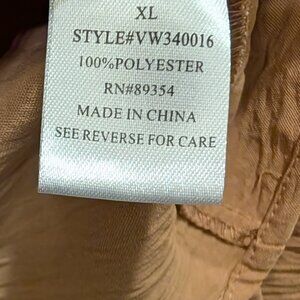 XL
STYLE#VW340016
100%POLYESTER
RN#89354
MADE IN CHINA
SEE REVERSE FOR CARE